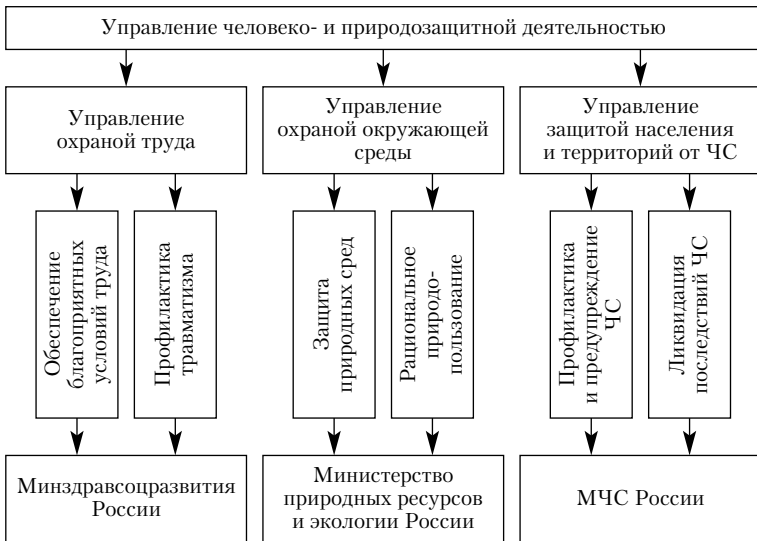 Управление человеко- и природозащитной деятельностью
Управление
охраной труда
Управление
охраной окружающей
среды
Управление
защитой населения
и территорий от ЧС
Обеспечение
благоприятных
условий труда
Профилактика
травматизма
Защита
природных сред
Рациональное
природо-
пользование
Профилактика
и предупреждение
ЧС
Ликвидация
последствий ЧС
Минздравсоцразвития
России
Министерство
природных ресурсов
и экологии России
МЧС России